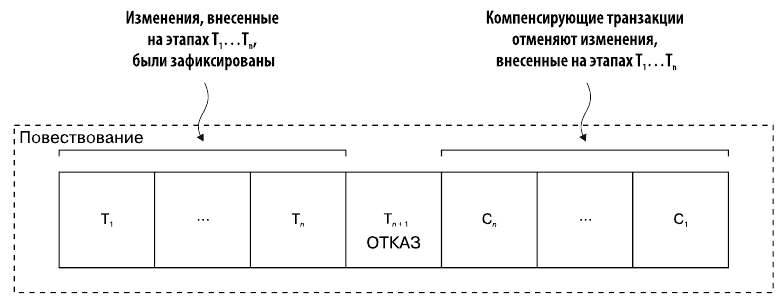 Изменения, внесенные
на этапах T₁...Tₙ,
были зафиксированы
Компенсирующие транзакции
отменяют изменения,
внесенные на этапах T₁...Tₙ
Повествование
T₁ ... Tₙ Tₙ₊₁ Cₙ ... C₁
ОТКАЗ